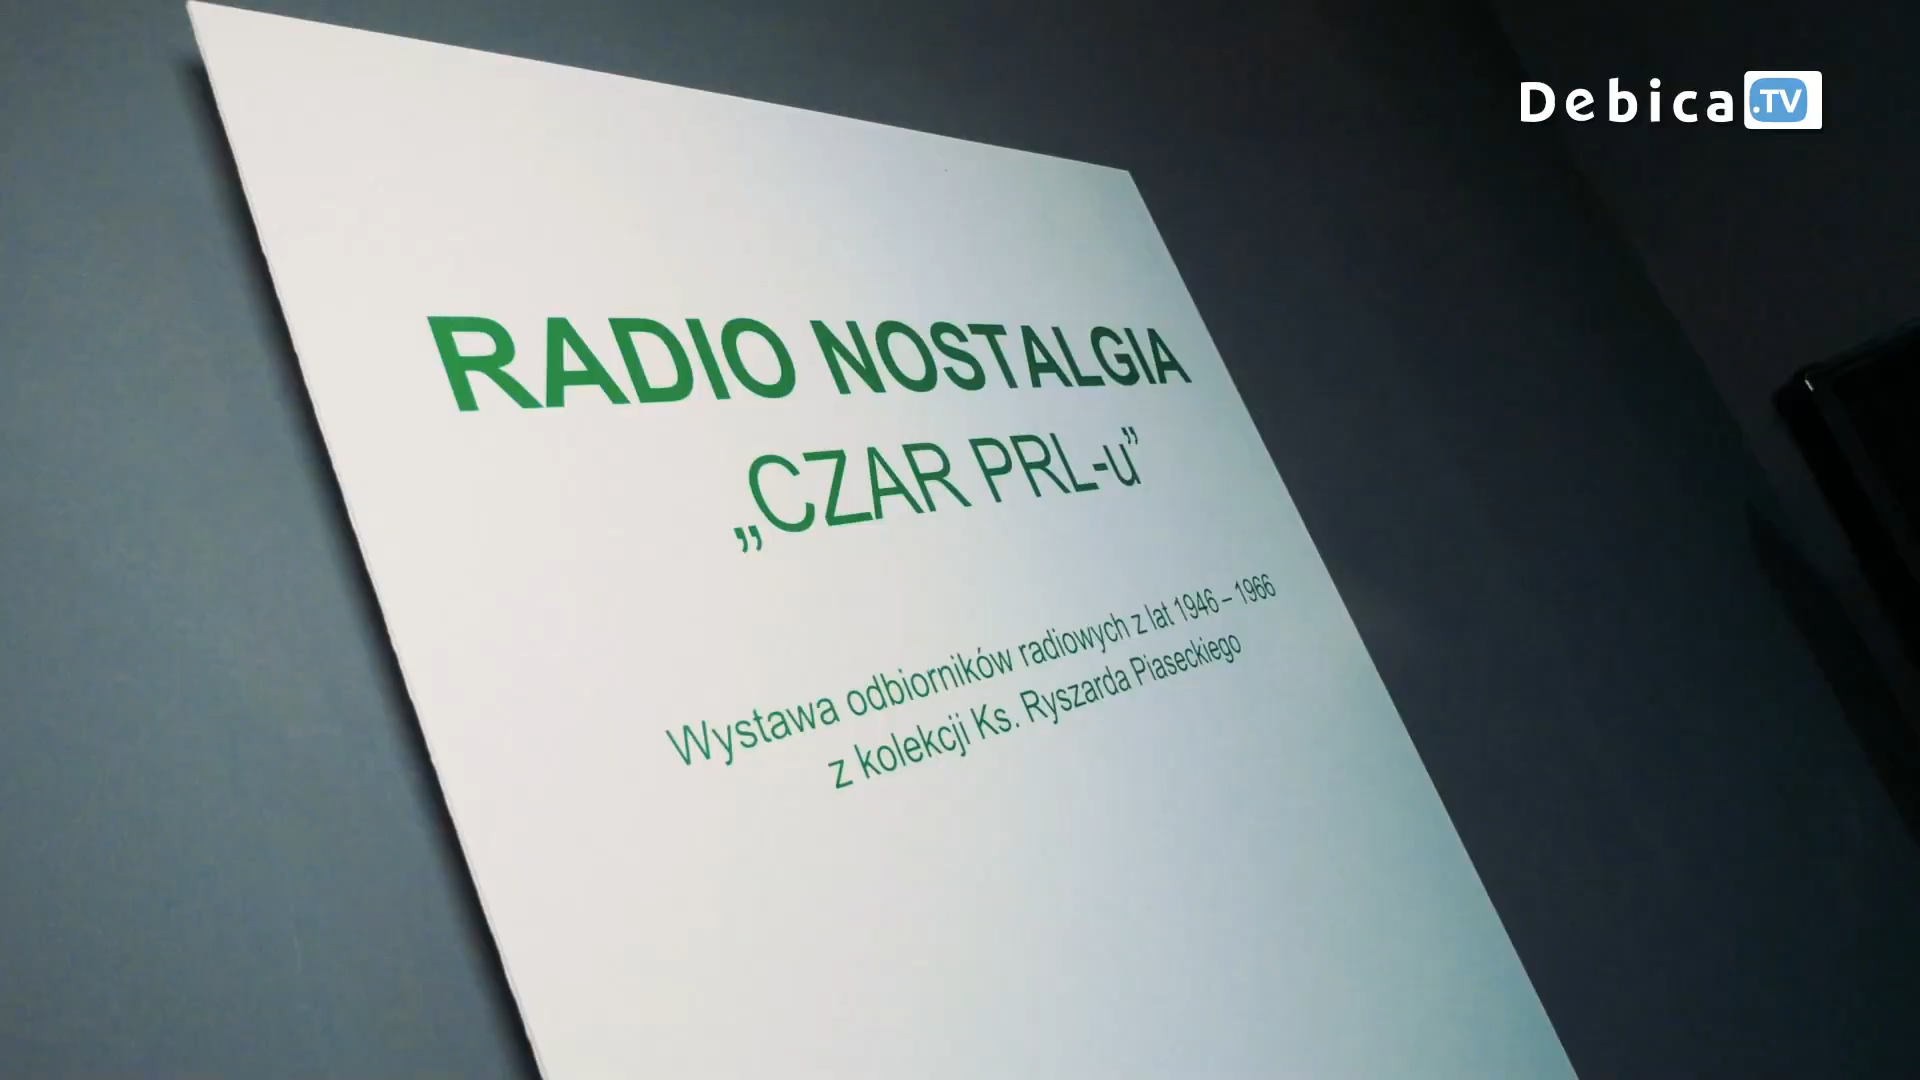 Debica.TV
RADIO NOSTALGIA
„CZAR PRL-u”
Wystawa odbiorników radiowych z lat 1946 – 1966
z kolekcji Ks. Ryszarda Piaseckiego